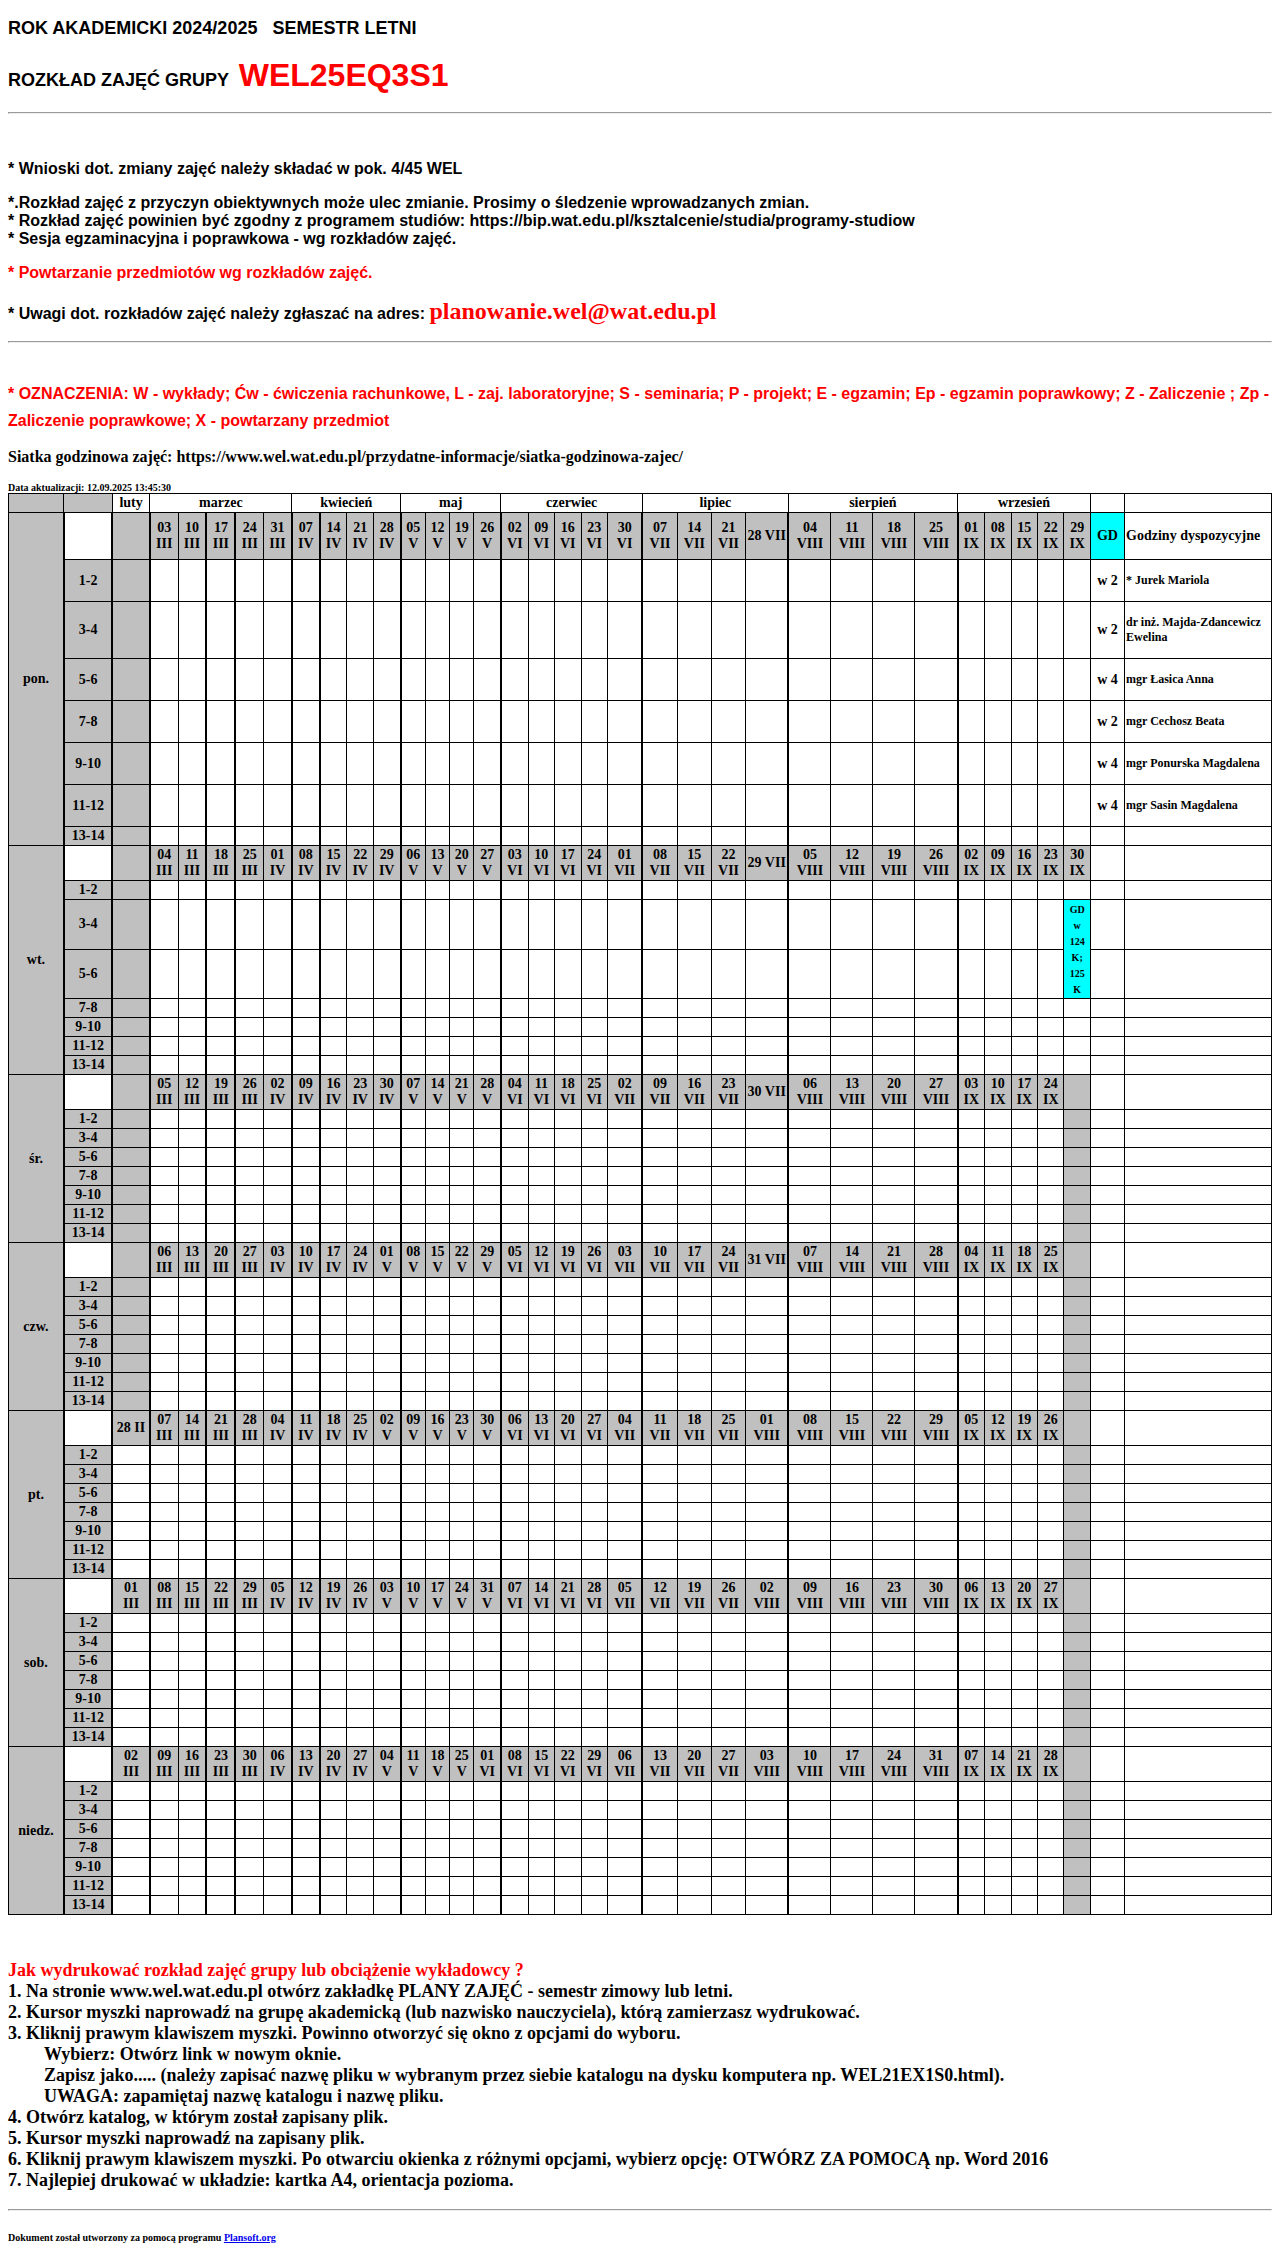 ROK AKADEMICKI 2024/2025 SEMESTR LETNI
ROZKŁAD ZAJĘĆ GRUPY WEL25EQ3S1
* Wnioski dot. zmiany zajęć należy składać w pok. 4/45 WEL
*.Rozkład zajęć z przyczyn obiektywnych może ulec zmianie. Prosimy o śledzenie wprowadzanych zmian.
* Rozkład zajęć powinien być zgodny z programem studiów: https://bip.wat.edu.pl/ksztalcenie/studia/programy-studiow
* Sesja egzaminacyjna i poprawkowa - wg rozkładów zajęć.
* Powtarzanie przedmiotów wg rozkładów zajęć.
* Uwagi dot. rozkładów zajęć należy zgłaszać na adres: planowanie.wel@wat.edu.pl
* OZNACZENIA: W - wykłady; Ćw - ćwiczenia rachunkowe, L - zaj. laboratoryjne; S - seminaria; P - projekt; E - egzamin; Ep - egzamin poprawkowy; Z - Zaliczenie ; Zp -
Zaliczenie poprawkowe; X - powtarzany przedmiot
Siatka godzinowa zajęć: https://www.wel.wat.edu.pl/przydatne-informacje/siatka-godzinowa-zajec/
Data aktualizacji: 12.09.2025 13:45:30
luty marzec kwiecień maj czerwiec lipiec sierpień wrzesień
pon.
03 10 17 24 31 07 14 21 28 05 12 19 26 02 09 16 23 30 07 14 21 28 VII 04 11 18 25 01 08 15 22 29 GD Godziny dyspozycyjne
III III III III III IV IV IV IV V V V V VI VI VI VI VI VII VII VII VIII VIII VIII VIII IX IX IX IX IX
1-2 w 2 * Jurek Mariola
3-4 w 2 dr inż. Majda-Zdancewicz
Ewelina
5-6 w 4 mgr Łasica Anna
7-8 w 2 mgr Cechosz Beata
9-10 w 4 mgr Ponurska Magdalena
11-12 w 4 mgr Sasin Magdalena
13-14
wt.
04 11 18 25 01 08 15 22 29 06 13 20 27 03 10 17 24 01 08 15 22 29 VII 05 12 19 26 02 09 16 23 30
III III III III IV IV IV IV IV V V V V VI VI VI VI VII VII VII VII VIII VIII VIII VIII IX IX IX IX IX
1-2
3-4
GD
w
124
K;
125
K
5-6
7-8
9-10
11-12
13-14
śr.
05 12 19 26 02 09 16 23 30 07 14 21 28 04 11 18 25 02 09 16 23 30 VII 06 13 20 27 03 10 17 24
III III III III IV IV IV IV IV V V V V VI VI VI VI VII VII VII VII VIII VIII VIII VIII IX IX IX IX
1-2
3-4
5-6
7-8
9-10
11-12
13-14
czw.
06 13 20 27 03 10 17 24 01 08 15 22 29 05 12 19 26 03 10 17 24 31 VII 07 14 21 28 04 11 18 25
III III III III IV IV IV IV V V V V V VI VI VI VI VII VII VII VII VIII VIII VIII VIII IX IX IX IX
1-2
3-4
5-6
7-8
9-10
11-12
13-14
pt.
28 II 07 14 21 28 04 11 18 25 02 09 16 23 30 06 13 20 27 04 11 18 25 01 08 15 22 29 05 12 19 26
III III III III IV IV IV IV V V V V V VI VI VI VI VII VII VII VII VIII VIII VIII VIII VIII IX IX IX IX
1-2
3-4
5-6
7-8
9-10
11-12
13-14
sob.
01 08 15 22 29 05 12 19 26 03 10 17 24 31 07 14 21 28 05 12 19 26 02 09 16 23 30 06 13 20 27
III III III III III IV IV IV IV V V V V V VI VI VI VI VII VII VII VII VIII VIII VIII VIII VIII IX IX IX IX
1-2
3-4
5-6
7-8
9-10
11-12
13-14
niedz.
02 09 16 23 30 06 13 20 27 04 11 18 25 01 08 15 22 29 06 13 20 27 03 10 17 24 31 07 14 21 28
III III III III III IV IV IV IV V V V V VI VI VI VI VI VII VII VII VII VIII VIII VIII VIII VIII IX IX IX IX
1-2
3-4
5-6
7-8
9-10
11-12
13-14
Jak wydrukować rozkład zajęć grupy lub obciążenie wykładowcy ?
1. Na stronie www.wel.wat.edu.pl otwórz zakładkę PLANY ZAJĘĆ - semestr zimowy lub letni.
2. Kursor myszki naprowadź na grupę akademicką (lub nazwisko nauczyciela), którą zamierzasz wydrukować.
3. Kliknij prawym klawiszem myszki. Powinno otworzyć się okno z opcjami do wyboru.
Wybierz: Otwórz link w nowym oknie.
Zapisz jako..... (należy zapisać nazwę pliku w wybranym przez siebie katalogu na dysku komputera np. WEL21EX1S0.html).
UWAGA: zapamiętaj nazwę katalogu i nazwę pliku.
4. Otwórz katalog, w którym został zapisany plik.
5. Kursor myszki naprowadź na zapisany plik.
6. Kliknij prawym klawiszem myszki. Po otwarciu okienka z różnymi opcjami, wybierz opcję: OTWÓRZ ZA POMOCĄ np. Word 2016
7. Najlepiej drukować w układzie: kartka A4, orientacja pozioma.
Dokument został utworzony za pomocą programu Plansoft.org